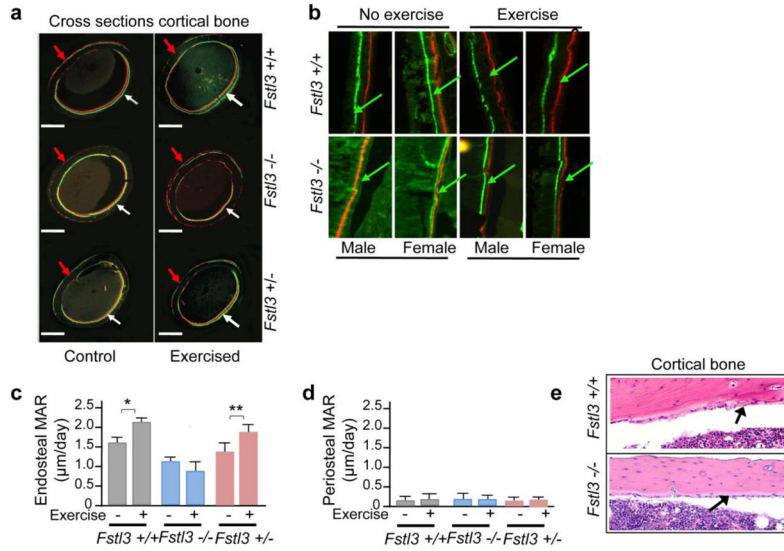 a
Cross sections cortical bone
Fstl3 +/+
Fstl3 -/-
Fstl3 +/-
Control Exercised
b
No exercise Exercise
Fstl3 +/+
Fstl3 -/-
Male Female Male Female
c
Endosteal MAR
(μm/day)
2.5
2.0
1.5
1
0.5
0
* **
- + - + - +
Exercise
Fstl3 +/+ Fstl3 -/- Fstl3 +/-
d
Periosteal MAR
(μm/day)
2.5
2.0
1.5
1
0.5
0
- + - + - +
Exercise
Fstl3 +/+ Fstl3 -/- Fstl3 +/-
e
Cortical bone
Fstl3 +/+
Fstl3 -/-